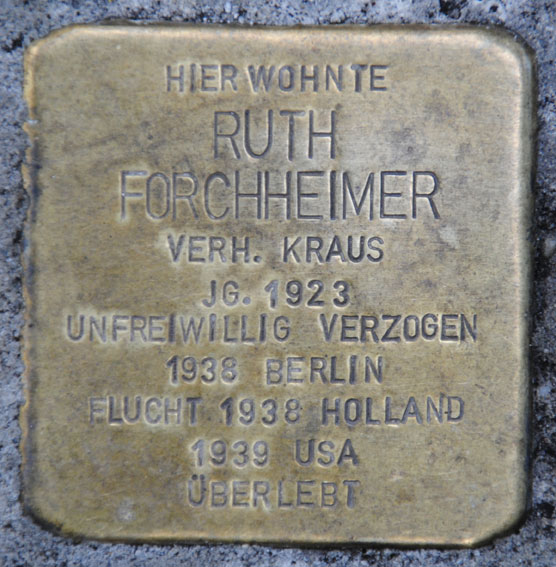 HIER WOHNTE
RUTH
FORCHHEIMER
VERH. KRAUS
JG. 1923
UNFREIWILLIG VERZOGEN
1938 BERLIN
FLUCHT 1938 HOLLAND
1939 USA
ÜBERLEBT